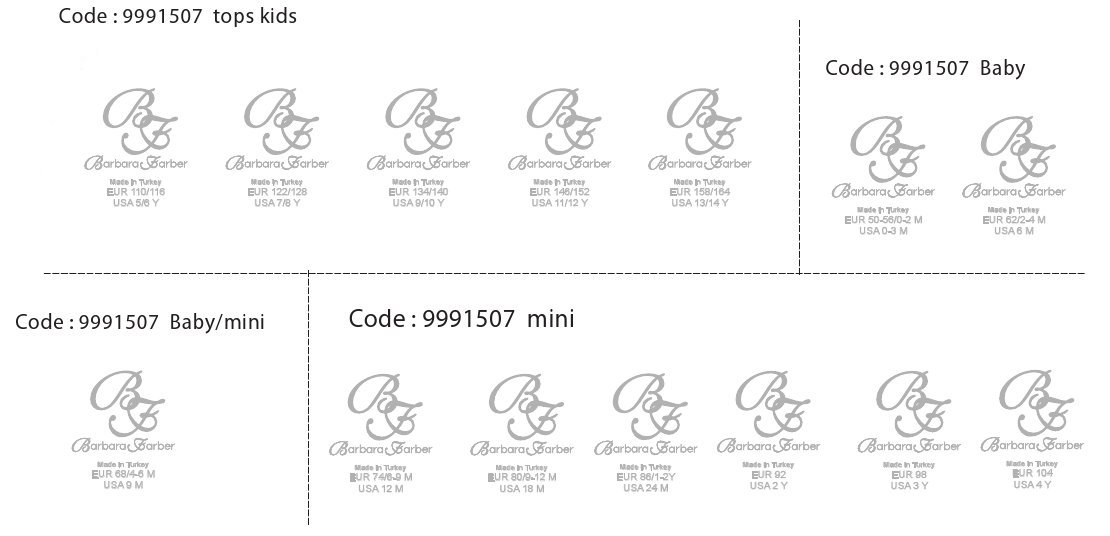 Code : 9991507 tops kids
BF
Barbara Farber
Made In Turkey
EUR 110/116
USA 5/6 Y
BF
Barbara Farber
Made In Turkey
EUR 122/128
USA 7/8 Y
BF
Barbara Farber
Made In Turkey
EUR 134/140
USA 9/10 Y
BF
Barbara Farber
Made In Turkey
EUR 146/152
USA 11/12 Y
BF
Barbara Farber
Made In Turkey
EUR 158/164
USA 13/14 Y
Code : 9991507 Baby
BF
Barbara Farber
Made In Turkey
EUR 50-56/0-2 M
USA 0-3 M
BF
Barbara Farber
Made In Turkey
EUR 62/2-4 M
USA 6 M
Code : 9991507 Baby/mini
BF
Barbara Farber
Made In Turkey
EUR 68/4-6 M
USA 9 M
Code : 9991507 mini
BF
Barbara Farber
Made In Turkey
EUR 74/6-9 M
USA 12 M
BF
Barbara Farber
Made In Turkey
EUR 80/9-12 M
USA 18 M
BF
Barbara Farber
Made In Turkey
EUR 86/1-2Y
USA 24 M
BF
Barbara Farber
Made In Turkey
EUR 92
USA 2 Y
BF
Barbara Farber
Made In Turkey
EUR 98
USA 3 Y
BF
Barbara Farber
Made In Turkey
EUR 104
USA 4 Y